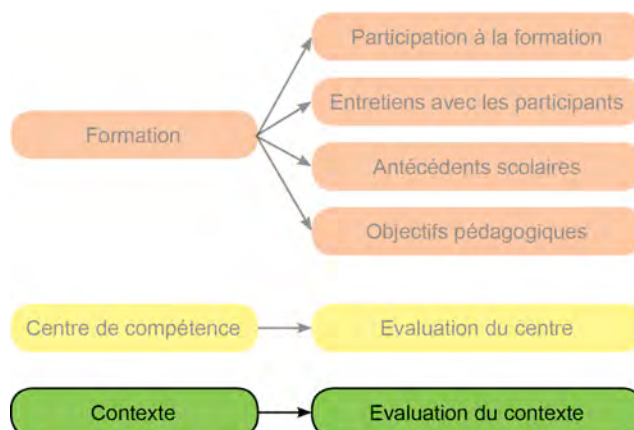 Participation à la formation
Entretiens avec les participants
Formation
Antécédents scolaires
Objectifs pédagogiques
Centre de compétence
Evaluation du centre
Contexte
Evaluation du contexte